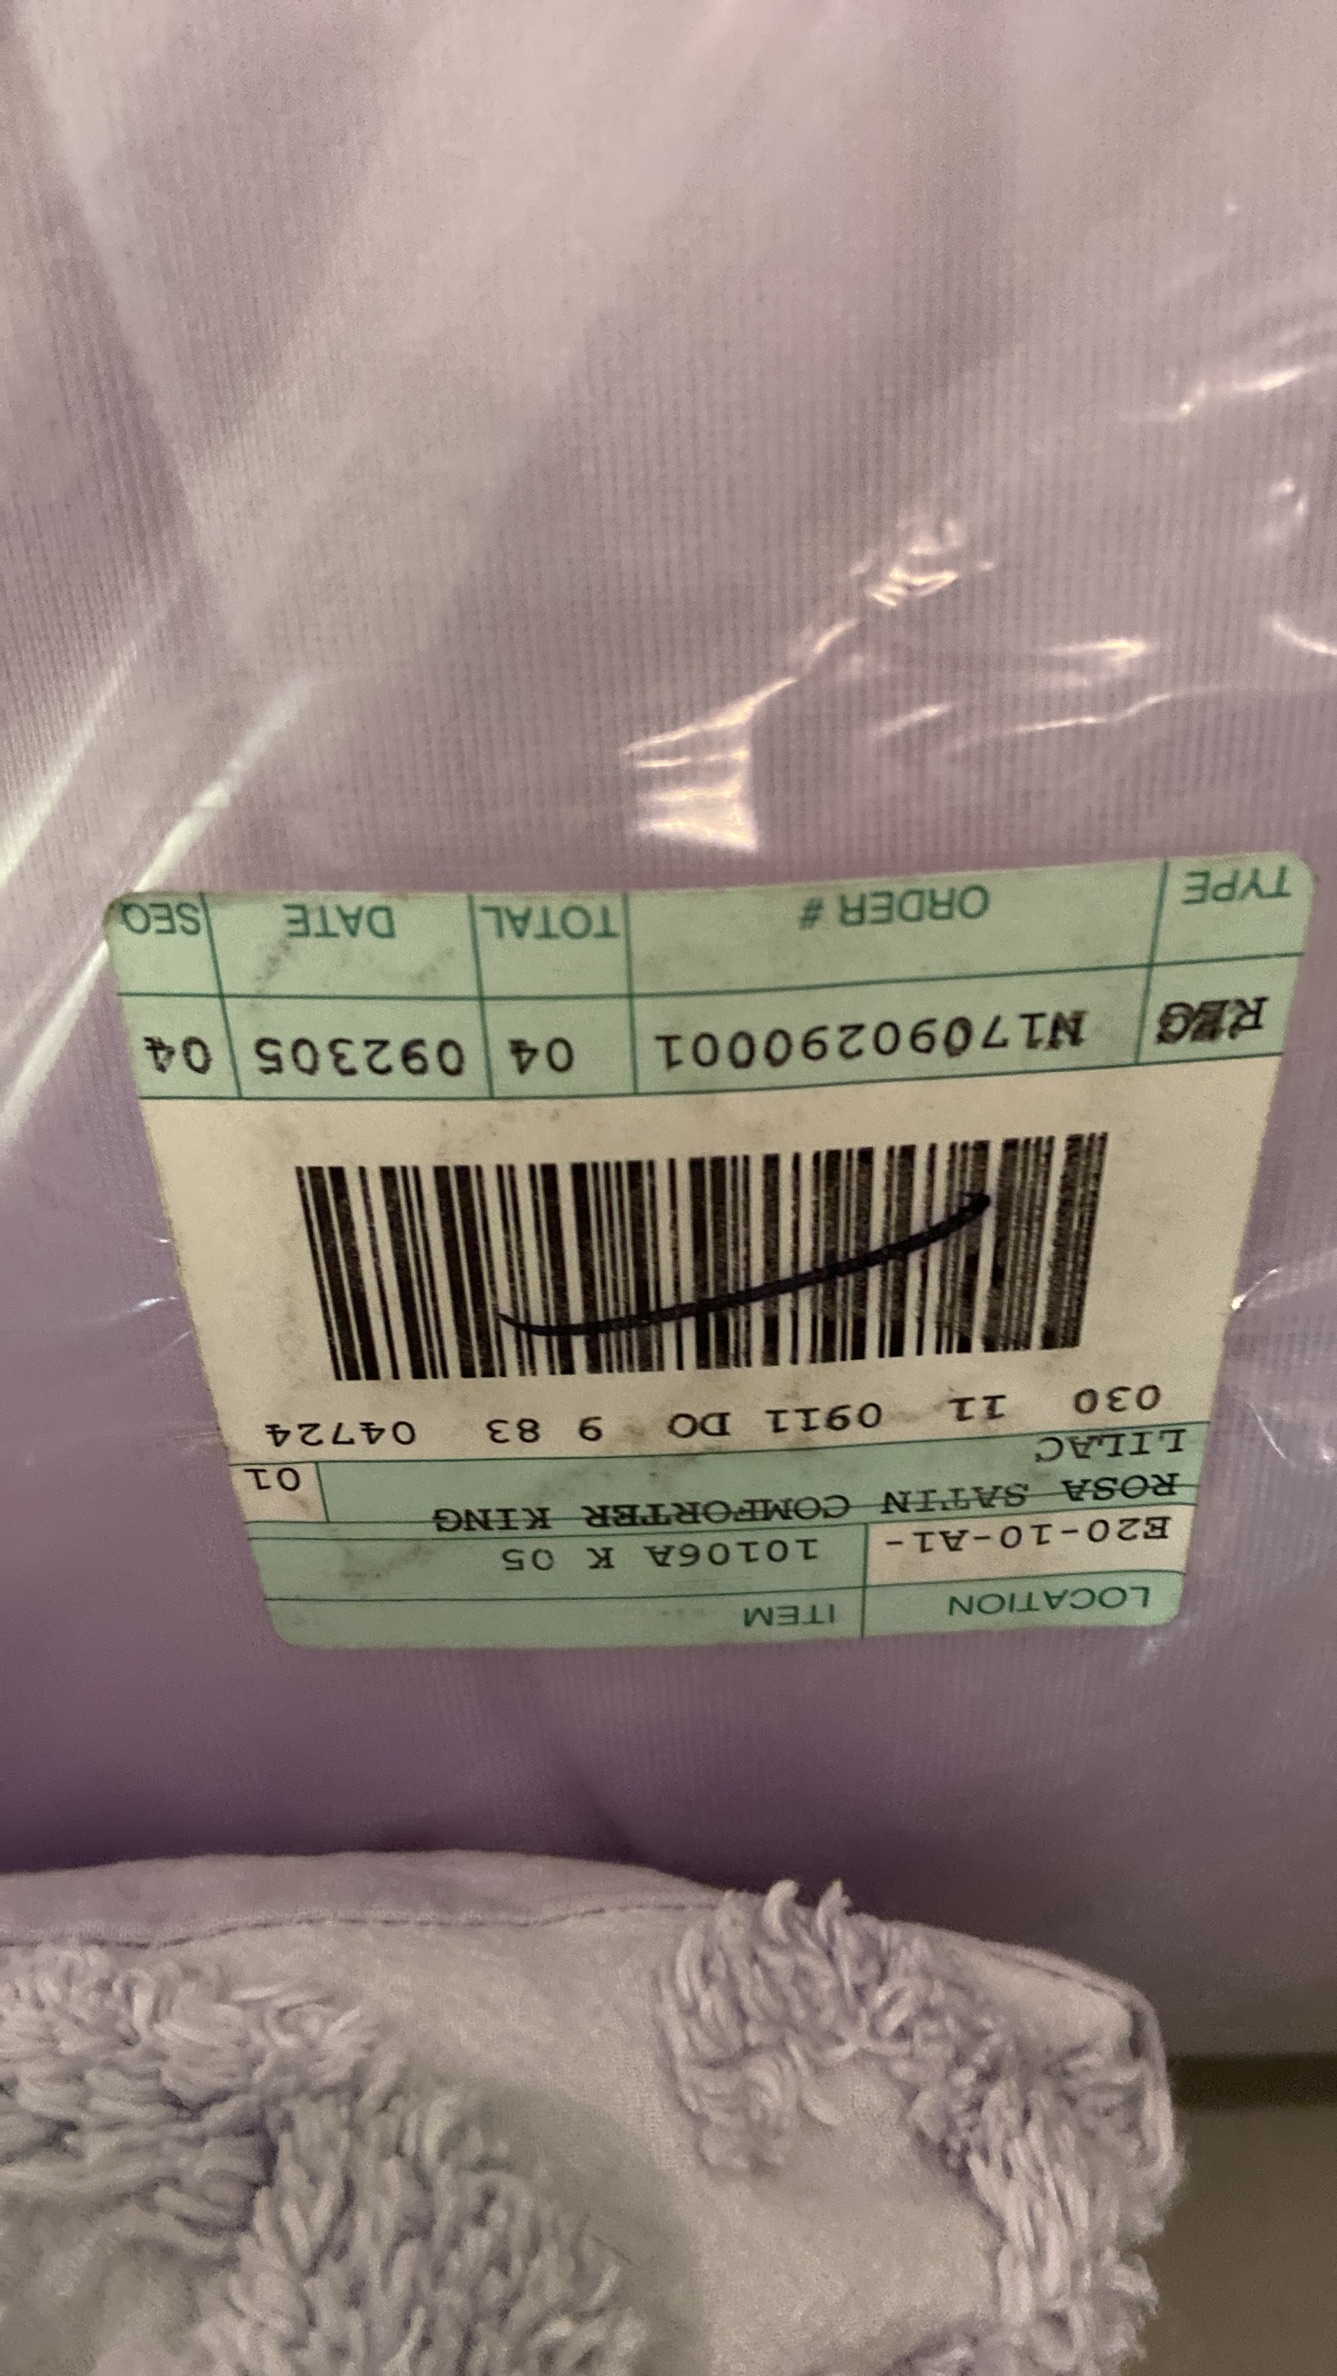 LOCATION ITEM
E20-10-A1- 10106A K 05
ROSA SATIN COMFORTER KING
LILAC 01
030 11 0911 DO 9 83 04724
REG N17090290001 04 092305 04
TYPE ORDER # TOTAL DATE SEQ